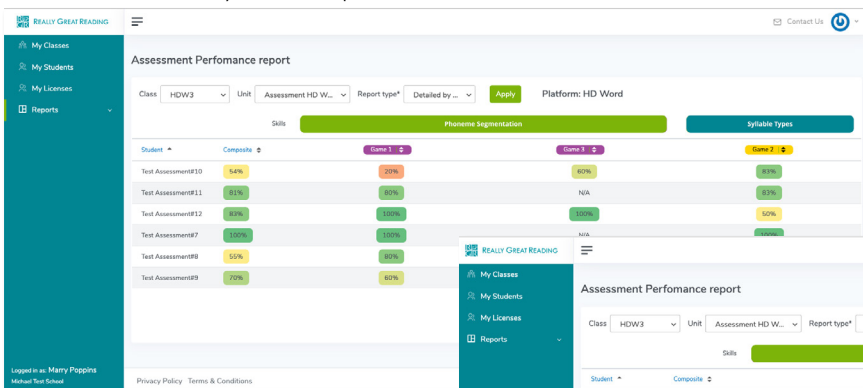 REALLY GREAT READING
Contact Us
My Classes
My Students
My Licenses
Reports
Assessment Perfomance report
Class HDW3 Unit Assessment HD W... Report type* Detailed by ... Apply Platform: HD Word
Skills Phoneme Segmentation Syllable Types
Student Composite Game 1 Game 3 Game 2
Test Assessment#10 54% 20% 60% 83%
Test Assessment#11 81% 80% N/A 83%
Test Assessment#12 83% 100% 100% 50%
Test Assessment#7 100% 100% N/A 100%
Test Assessment#8 55% 80%
Test Assessment#9 70% 60%
Logged in as: Marry Poppins
Michael Test School
Privacy Policy Terms & Conditions
REALLY GREAT READING
My Classes
My Students
My Licenses
Reports
Assessment Perfomance report
Class HDW3 Unit Assessment HD W... Report type*
Skills
Student Composite